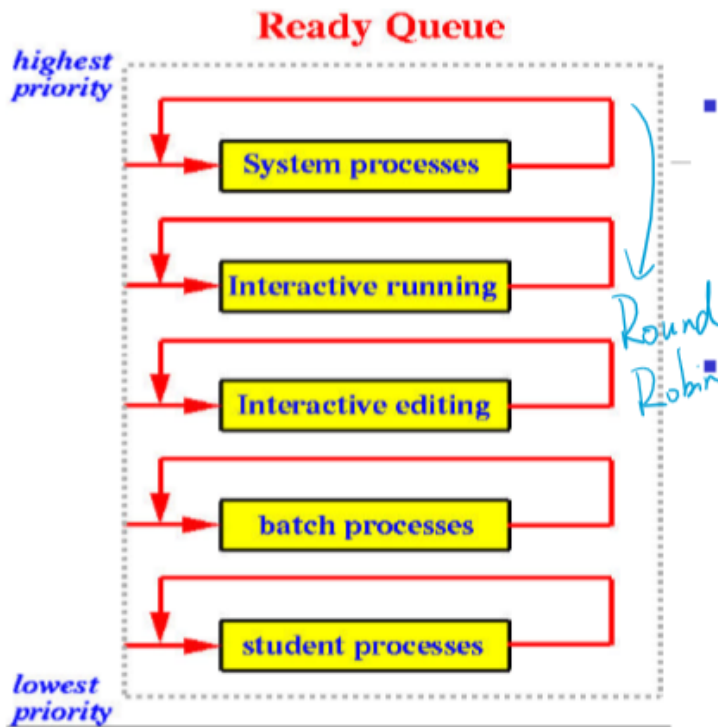 Ready Queue
highest
priority
System processes
Interactive running
Round
Robin
Interactive editing
batch processes
student processes
lowest
priority